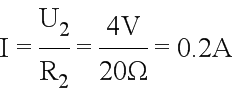 I = U₂/R₂ = 4V/20Ω = 0.2A